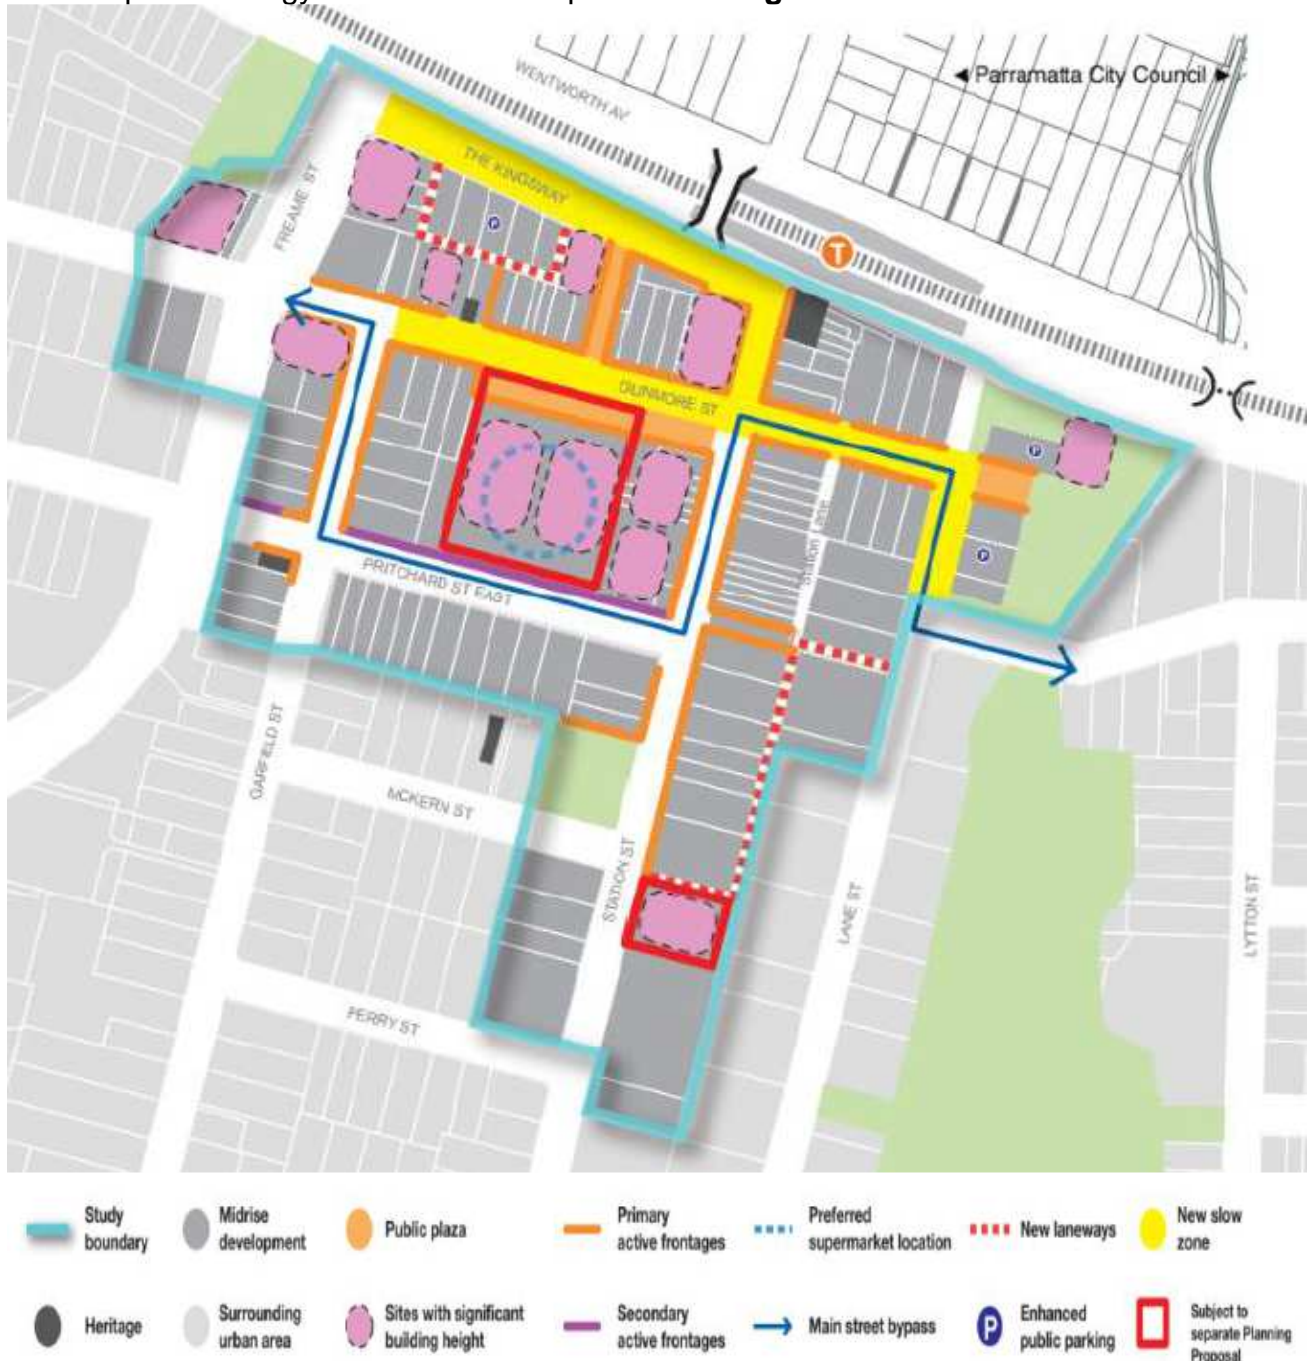 WENTWORTH AV
◄ Parramatta City Council ►
THE KINGSWAY
FREAME ST
P
T
DUNMORE ST
P
Station Lane
P
PRITCHARD ST EAST
GARFIELD ST
MCKERN ST
STATION ST
LANE ST
LYTTON ST
PERRY ST
Study
boundary
Midrise
development
Public plaza
Primary
active frontages
Preferred
supermarket location
New laneways
New slow
zone
Heritage
Surrounding
urban area
Sites with significant
building height
Secondary
active frontages
Main street bypass
P
Enhanced
public parking
Subject to
separate Planning
Proposal